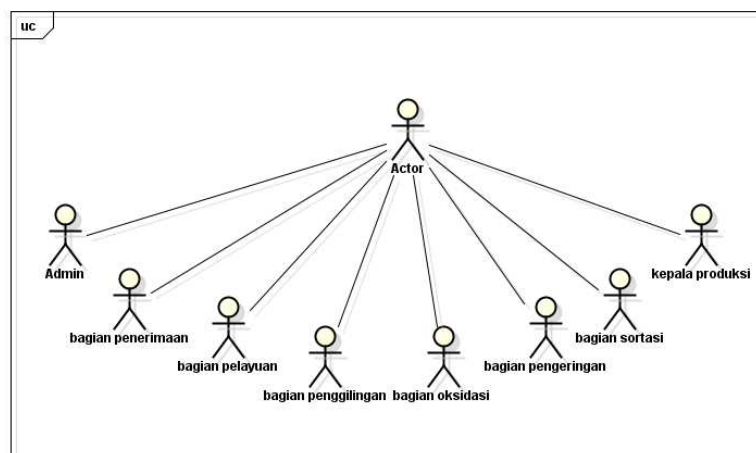 uc
Actor
Admin
kepala produksi
bagian penerimaan
bagian sortasi
bagian pelayuan
bagian pengeringan
bagian penggilingan
bagian oksidasi